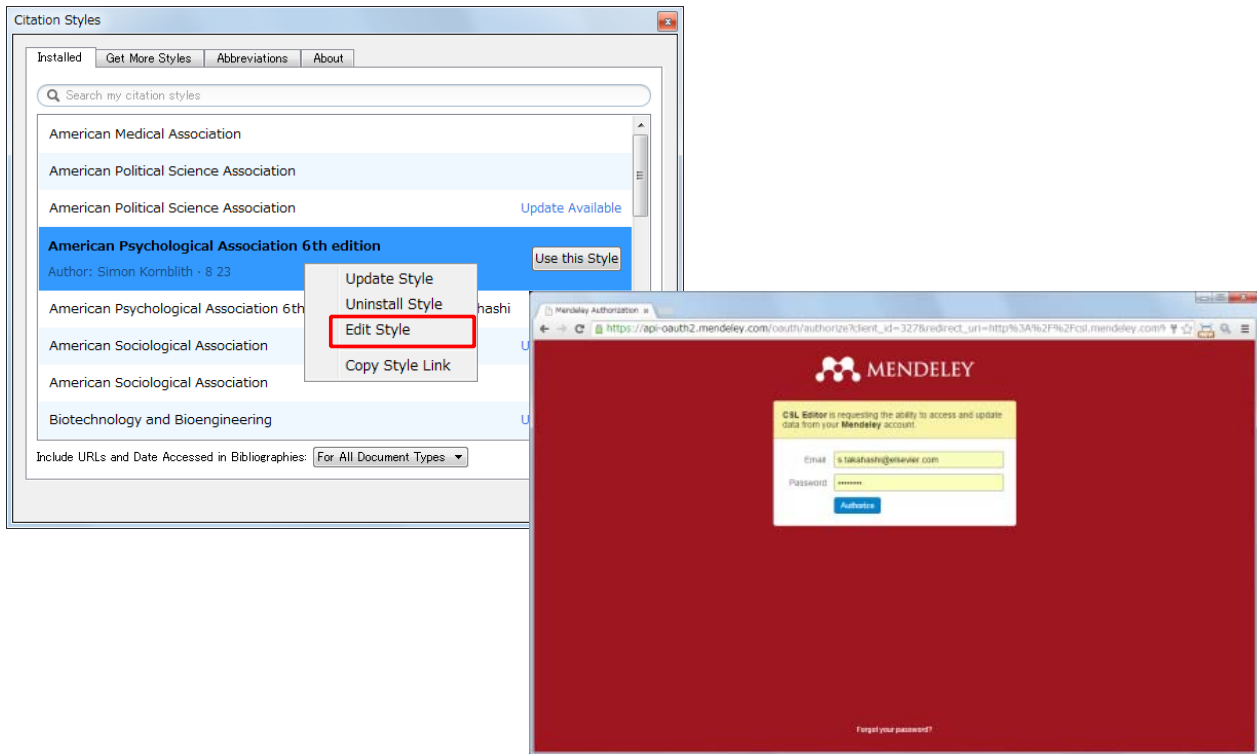 Citation Styles
Installed
Get More Styles
Abbreviations
About
Search my citation styles
American Medical Association
American Political Science Association
American Political Science Association
Update Available
American Psychological Association 6th edition
Author: Simon Kornblith · 8 23
Use this Style
American Psychological Association 6th
hashi
American Sociological Association
U
American Sociological Association
Biotechnology and Bioengineering
U
Update Style
Uninstall Style
Edit Style
Copy Style Link
Include URLs and Date Accessed in Bibliographies:
For All Document Types
Mendeley Authorization
https://api-oauth2.mendeley.com/oauth/authorize?client_id=327&redirect_uri=http%3A%2F%2Fcsl.mendeley.com%
MENDELEY
CSL Editor is requesting the ability to access and update
data from your Mendeley account.
Email
s.takahashi@elsevier.com
Password
••••••••
Authorize
Forgot your password?